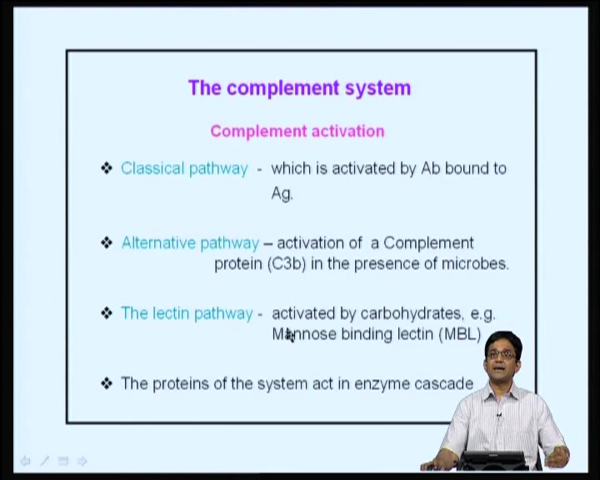 The complement system
Complement activation
❖ Classical pathway - which is activated by Ab bound to
Ag.
❖ Alternative pathway – activation of a Complement
protein (C3b) in the presence of microbes.
❖ The lectin pathway - activated by carbohydrates, e.g.
Mannose binding lectin (MBL)
❖ The proteins of the system act in enzyme cascade